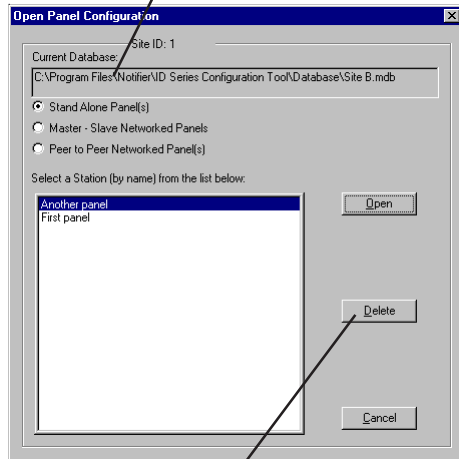 Open Panel Configuration
Site ID: 1
Current Database:
C:\Program Files\Notifier\ID Series Configuration Tool\Database\Site B.mdb
Stand Alone Panel(s)
Master - Slave Networked Panels
Peer to Peer Networked Panel(s)
Select a Station (by name) from the list below:
Another panel
First panel
Open
Delete
Cancel